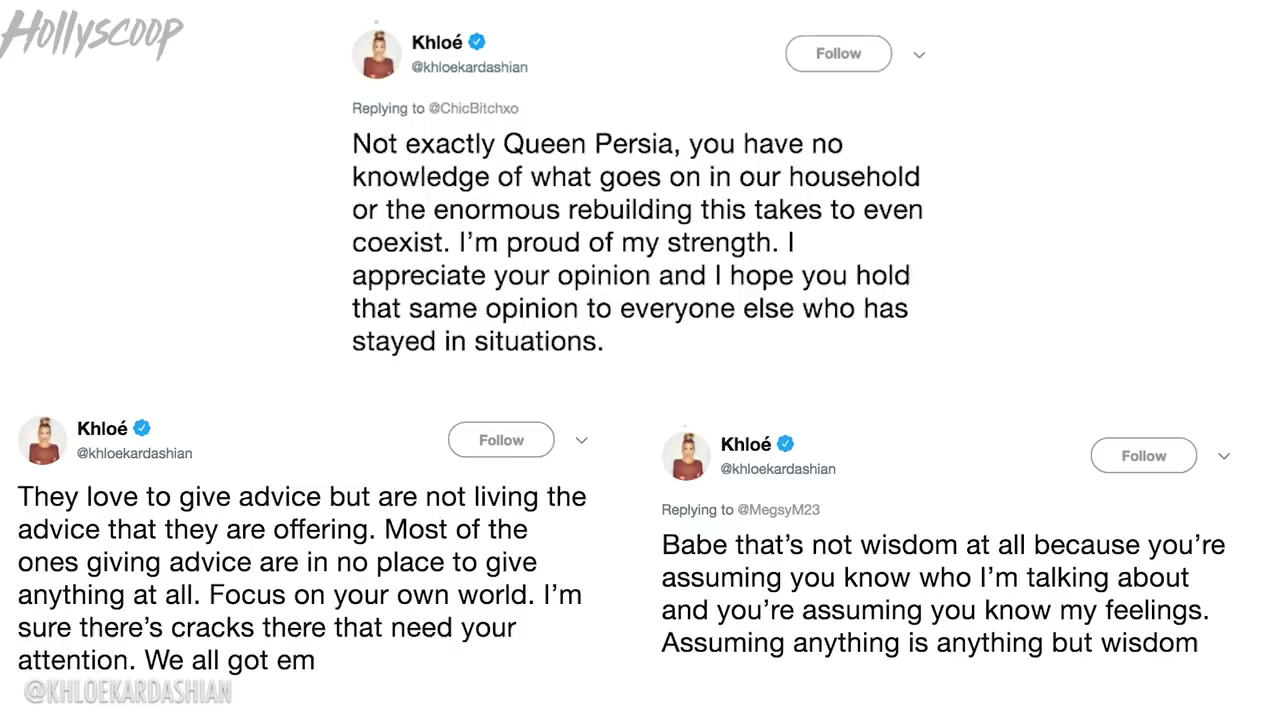 Hollyscoop
Khloé
@khloekardashian
Follow
Replying to @ChicBitchxo
Not exactly Queen Persia, you have no
knowledge of what goes on in our household
or the enormous rebuilding this takes to even
coexist. I’m proud of my strength. I
appreciate your opinion and I hope you hold
that same opinion to everyone else who has
stayed in situations.
Khloé
@khloekardashian
Follow
They love to give advice but are not living the
advice that they are offering. Most of the
ones giving advice are in no place to give
anything at all. Focus on your own world. I’m
sure there’s cracks there that need your
attention. We all got em
@KHLOEKARDASHIAN
Khloé
@khloekardashian
Follow
Replying to @MegsyM23
Babe that’s not wisdom at all because you’re
assuming you know who I’m talking about
and you’re assuming you know my feelings.
Assuming anything is anything but wisdom